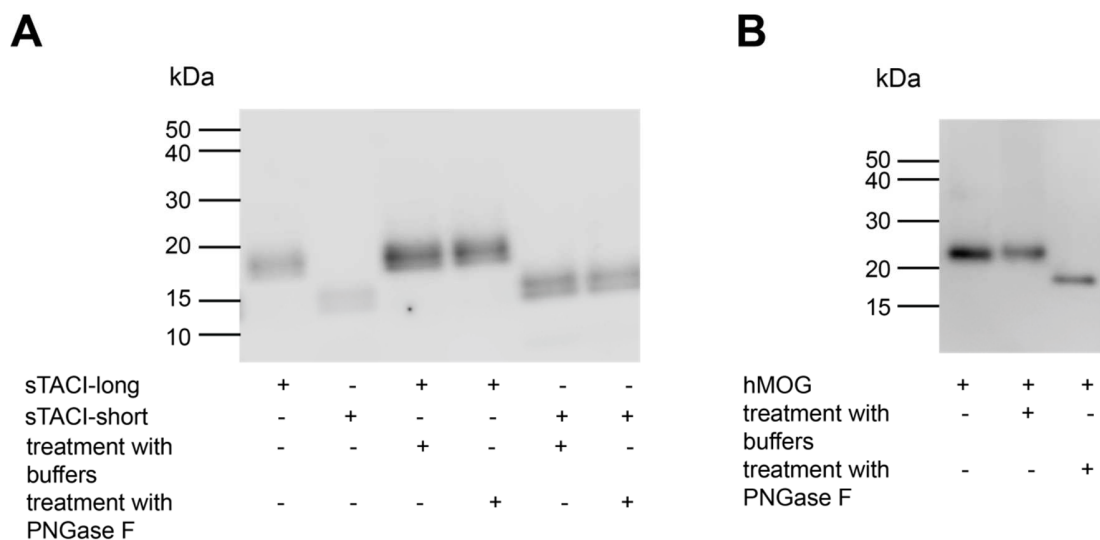 A
kDa
50
40
30
20
15
10
sTACI-long + - + + - -
sTACI-short - + - - + +
treatment with - - + - + -
buffers
treatment with - - - + - +
PNGase F
B
kDa
50
40
30
20
15
hMOG + + +
treatment with - + -
buffers
treatment with - - +
PNGase F